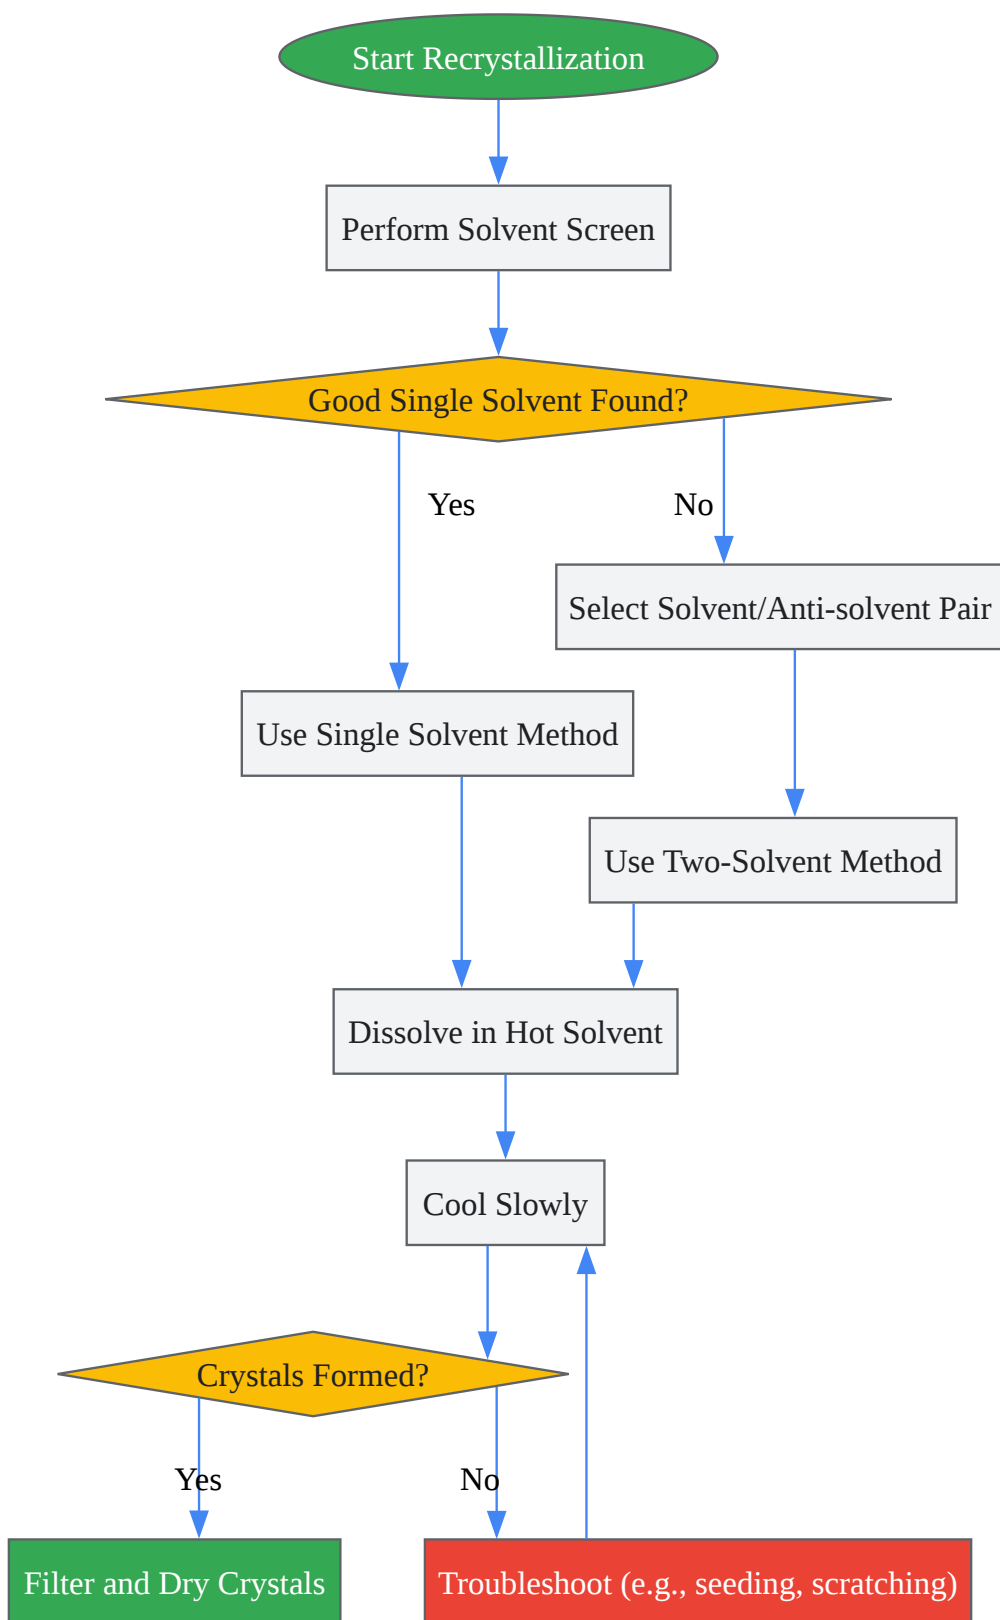 Start Recrystallization
Perform Solvent Screen
Good Single Solvent Found?
Yes
No
Select Solvent/Anti-solvent Pair
Use Single Solvent Method
Use Two-Solvent Method
Dissolve in Hot Solvent
Cool Slowly
Crystals Formed?
Yes
No
Filter and Dry Crystals
Troubleshoot (e.g., seeding, scratching)